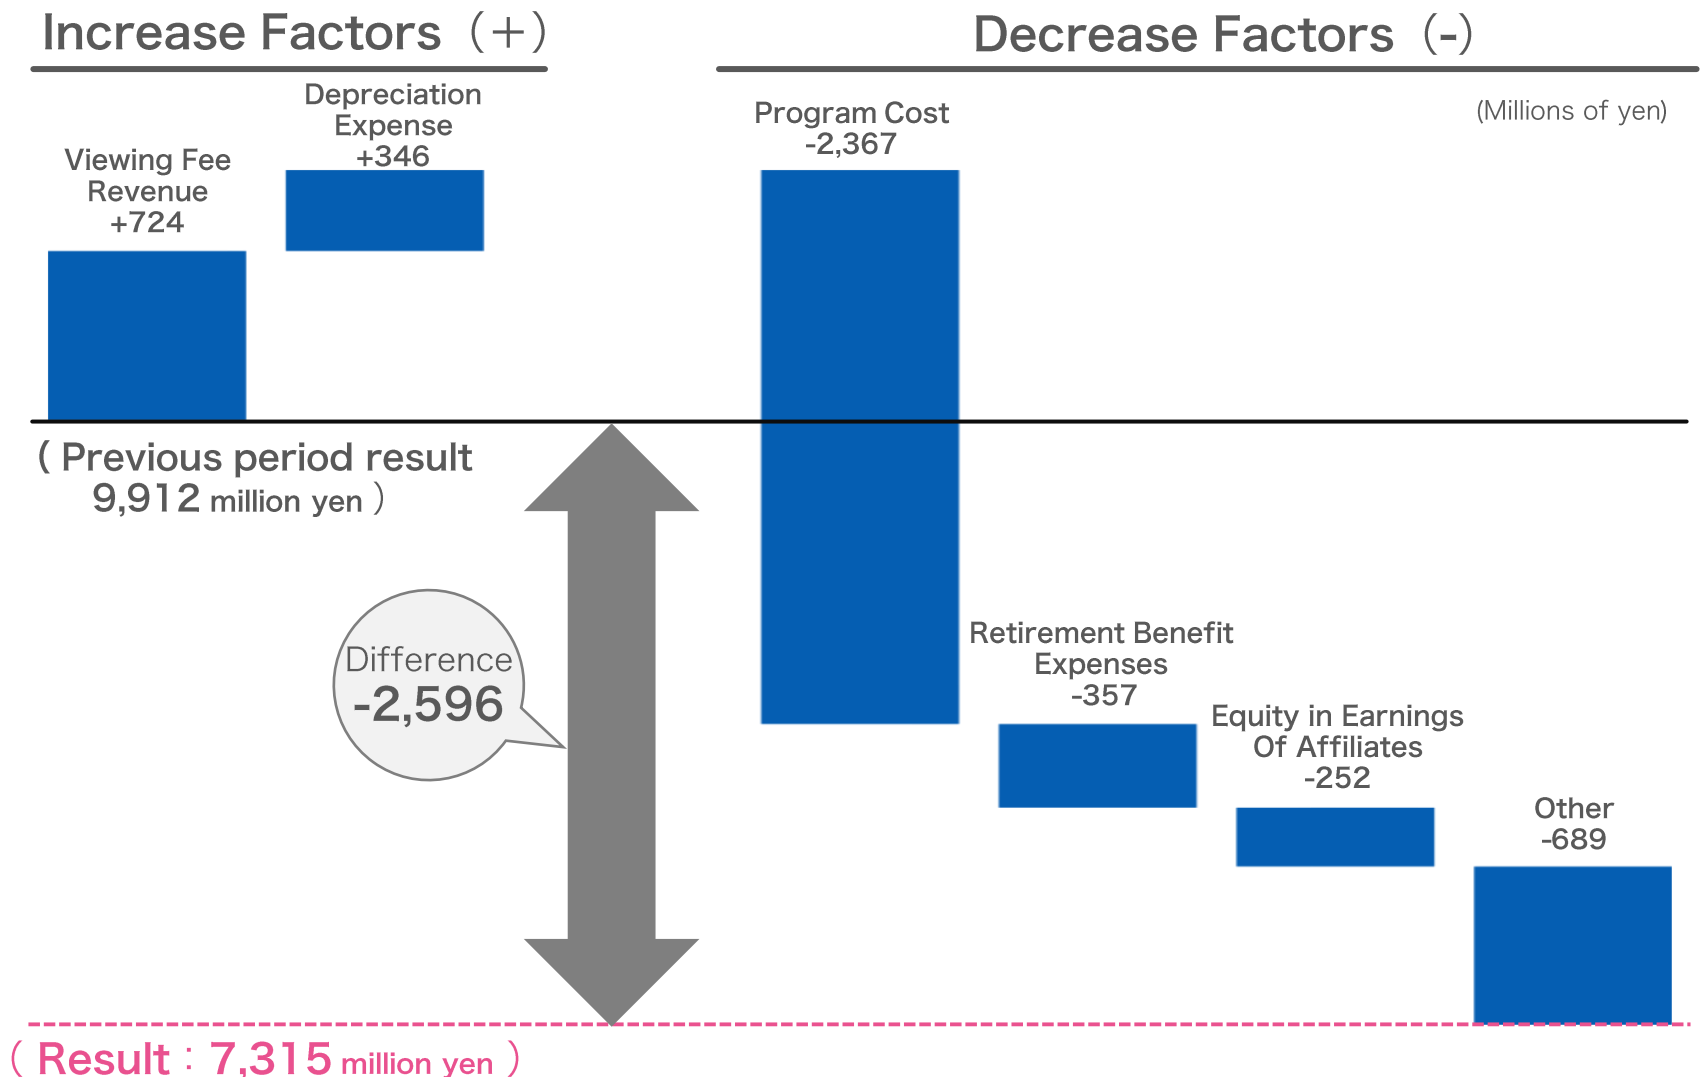 Increase Factors（+）
Decrease Factors（-）
(Millions of yen)
Viewing Fee
Revenue
+724
Depreciation
Expense
+346
Program Cost
-2,367
( Previous period result
9,912 million yen )
Difference
-2,596
Retirement Benefit
Expenses
-357
Equity in Earnings
Of Affiliates
-252
Other
-689
( Result：7,315 million yen )